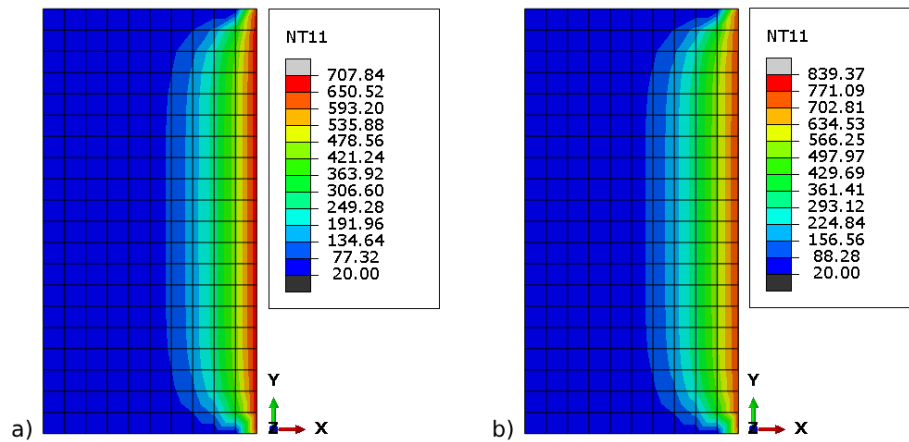 NT11
707.84
650.52
593.20
535.88
478.56
421.24
363.92
306.60
249.28
191.96
134.64
77.32
20.00
Y
Z
X
a)
NT11
839.37
771.09
702.81
634.53
566.25
497.97
429.69
361.41
293.12
224.84
156.56
88.28
20.00
Y
Z
X
b)